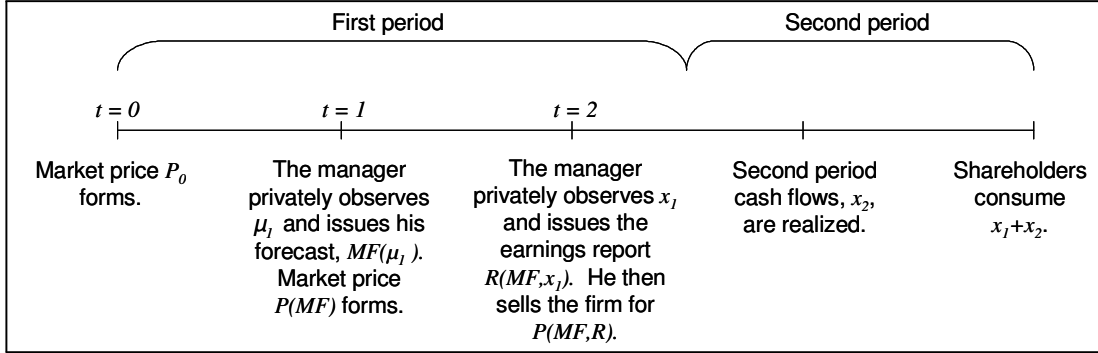 First period
Second period
t = 0
t = 1
t = 2
Market price P₀
forms.
The manager
privately observes
μ₁ and issues his
forecast, MF(μ₁ ).
Market price
P(MF) forms.
The manager
privately observes x₁
and issues the
earnings report
R(MF,x₁). He then
sells the firm for
P(MF,R).
Second period
cash flows, x₂,
are realized.
Shareholders
consume
x₁+x₂.